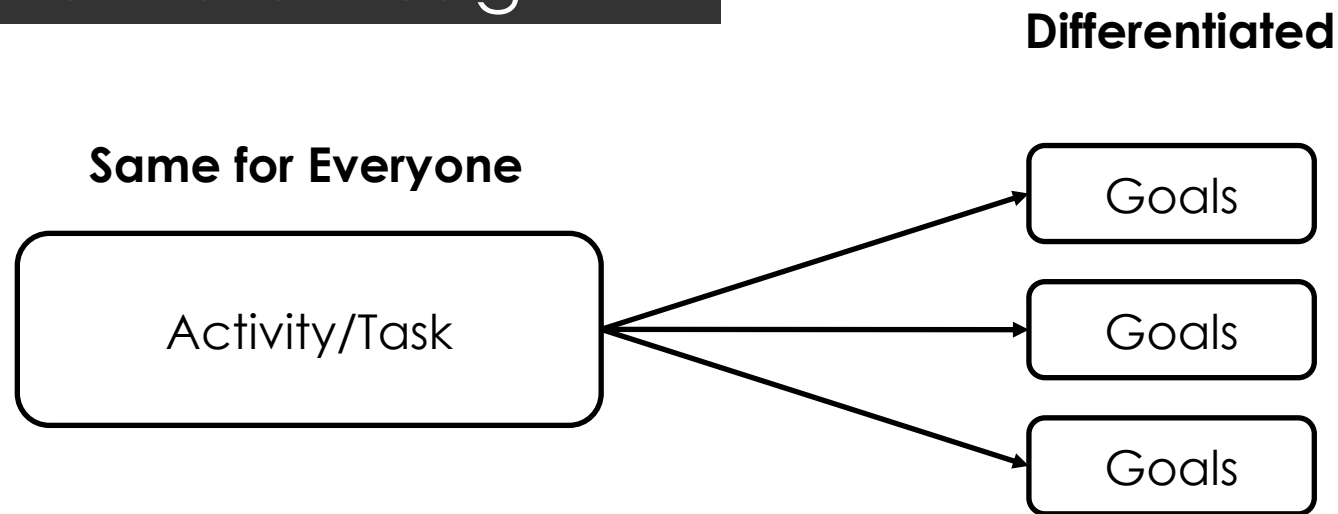 Differentiated
Same for Everyone
Activity/Task
Goals
Goals
Goals